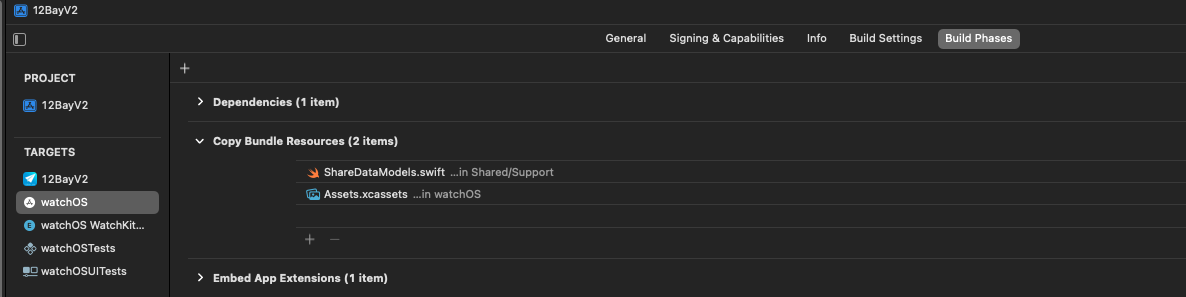 12BayV2
General Signing & Capabilities Info Build Settings Build Phases
PROJECT
12BayV2
TARGETS
12BayV2
watchOS
watchOS WatchKit...
watchOSTests
watchOSUITests
Dependencies (1 item)
Copy Bundle Resources (2 items)
ShareDataModels.swift ...in Shared/Support
Assets.xcassets ...in watchOS
Embed App Extensions (1 item)